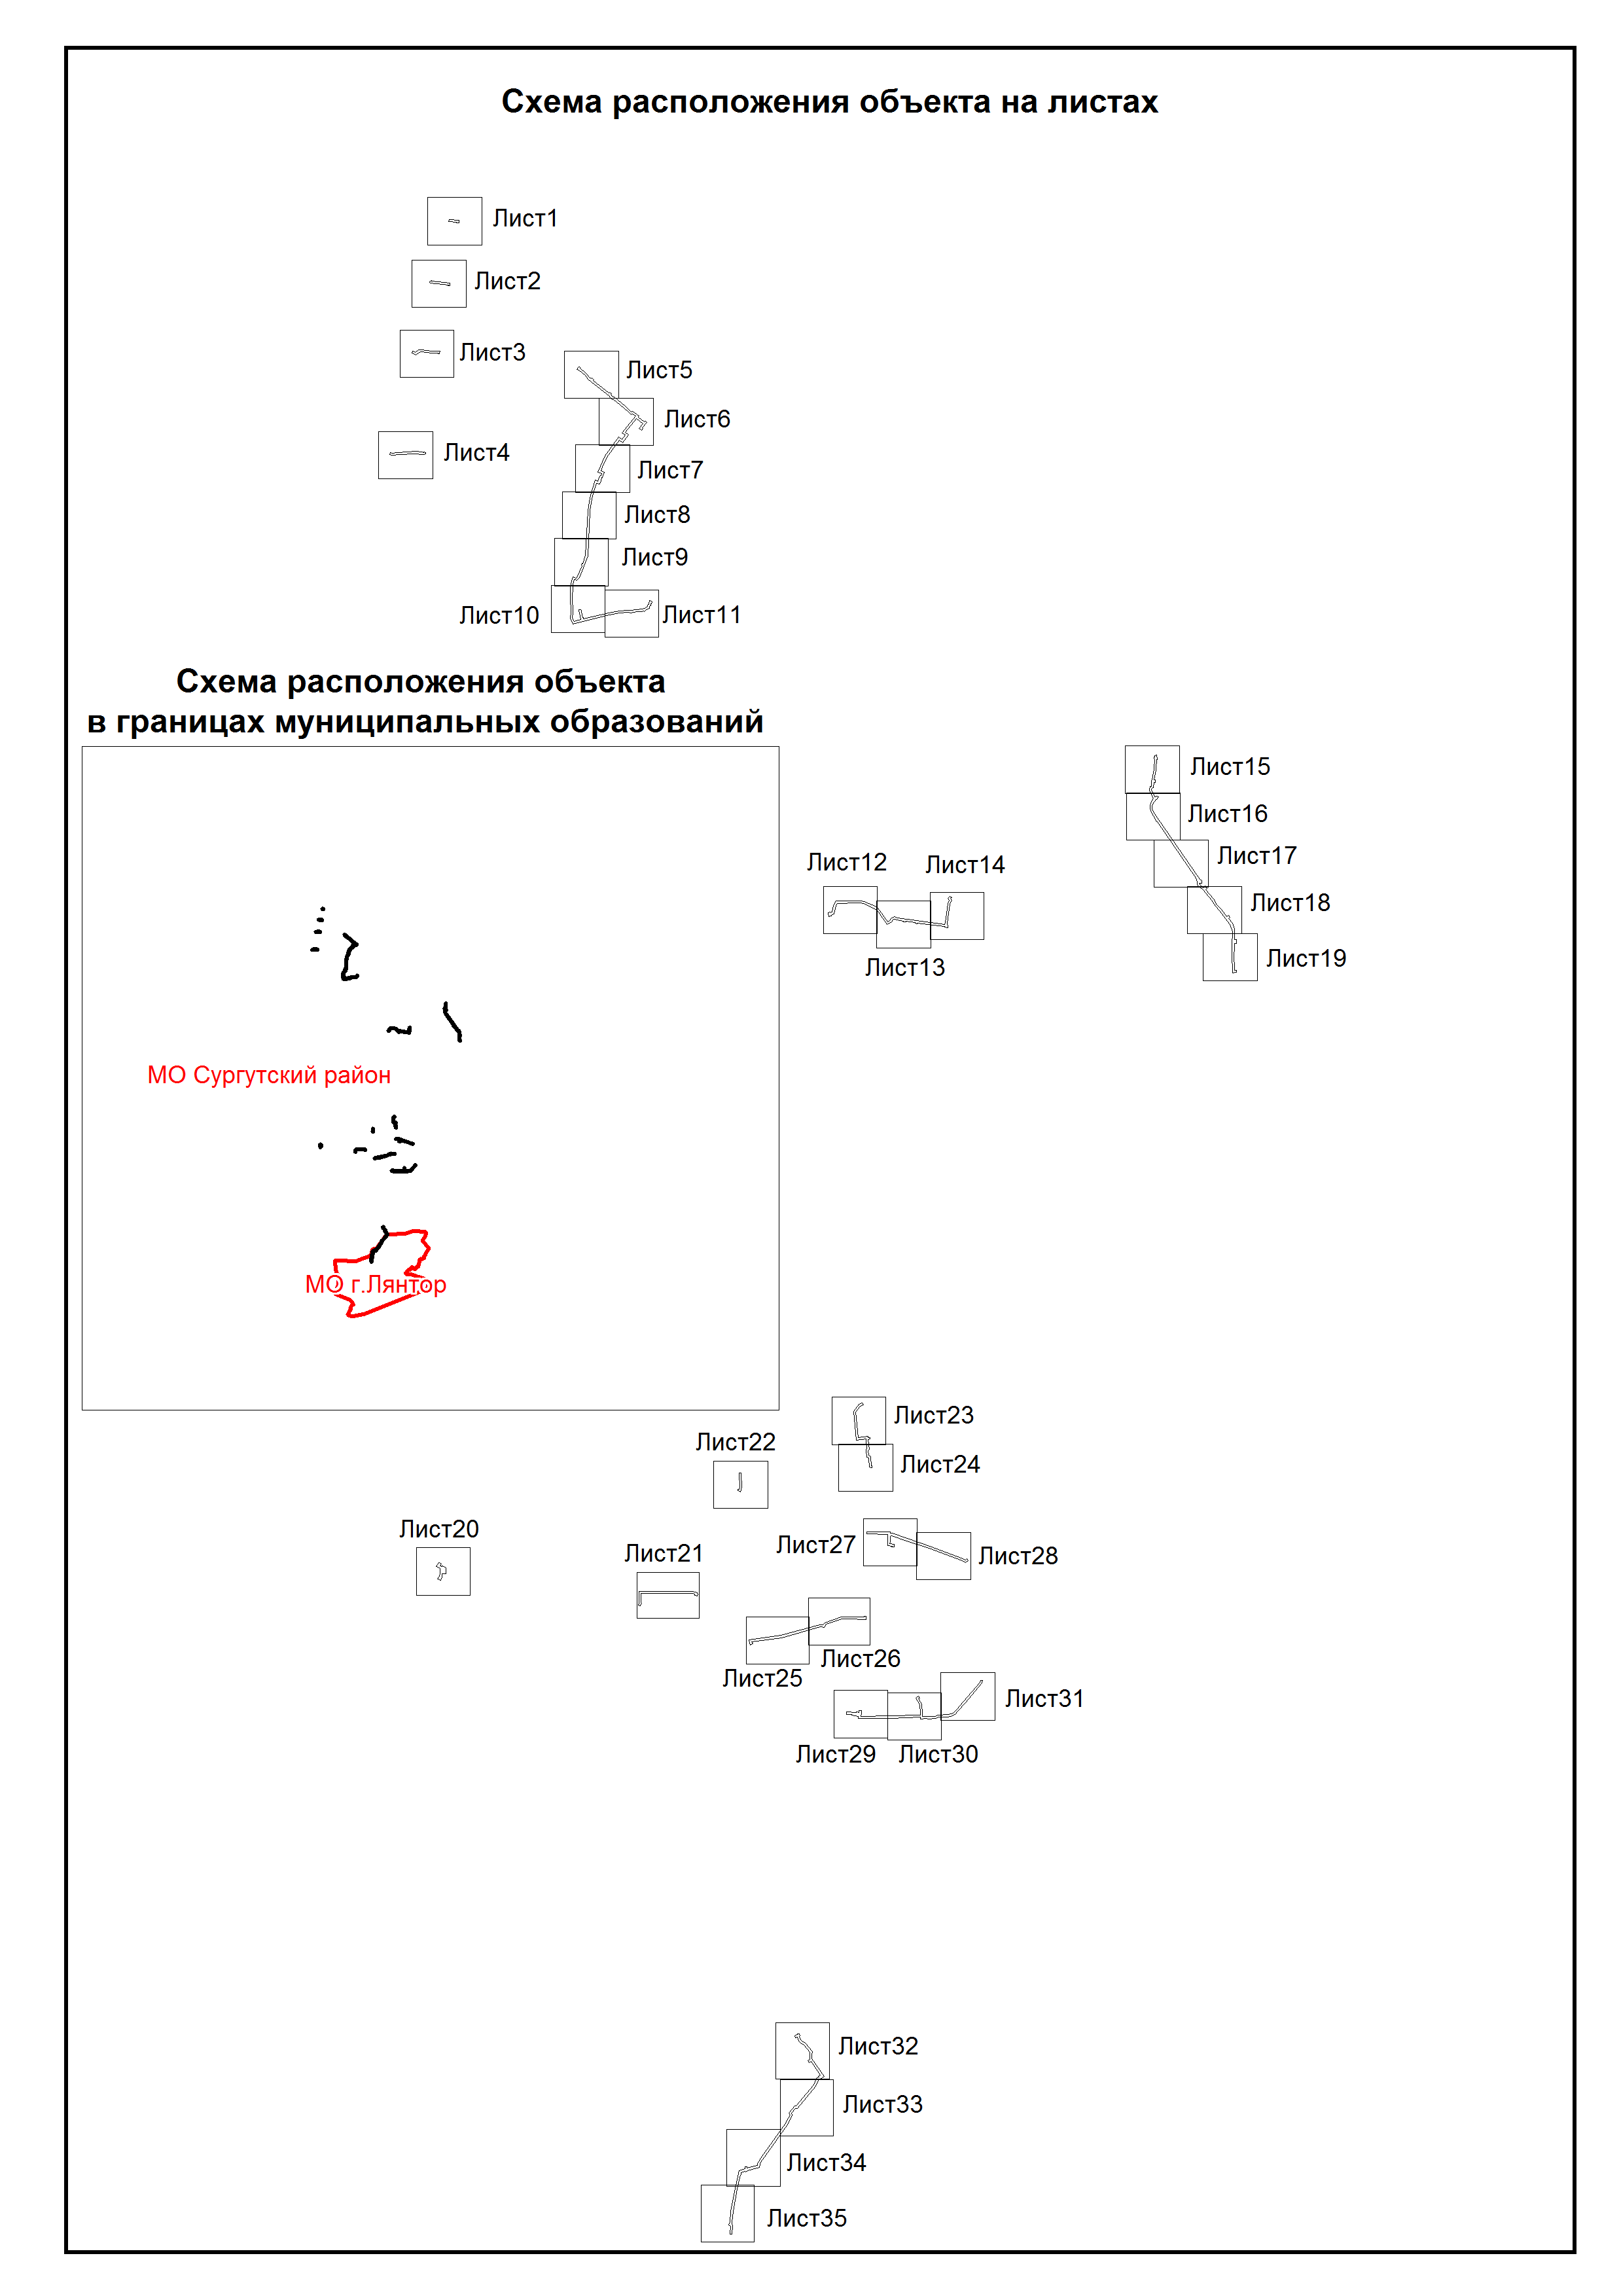 Схема расположения объекта на листах
Лист1
Лист2
Лист3
Лист4
Лист5
Лист6
Лист7
Лист8
Лист9
Лист10
Лист11
Схема расположения объекта
в границах муниципальных образований
МО Сургутский район
МО г.Лянтор
Лист12
Лист13
Лист14
Лист15
Лист16
Лист17
Лист18
Лист19
Лист20
Лист21
Лист22
Лист23
Лист24
Лист25
Лист26
Лист27
Лист28
Лист29
Лист30
Лист31
Лист32
Лист33
Лист34
Лист35